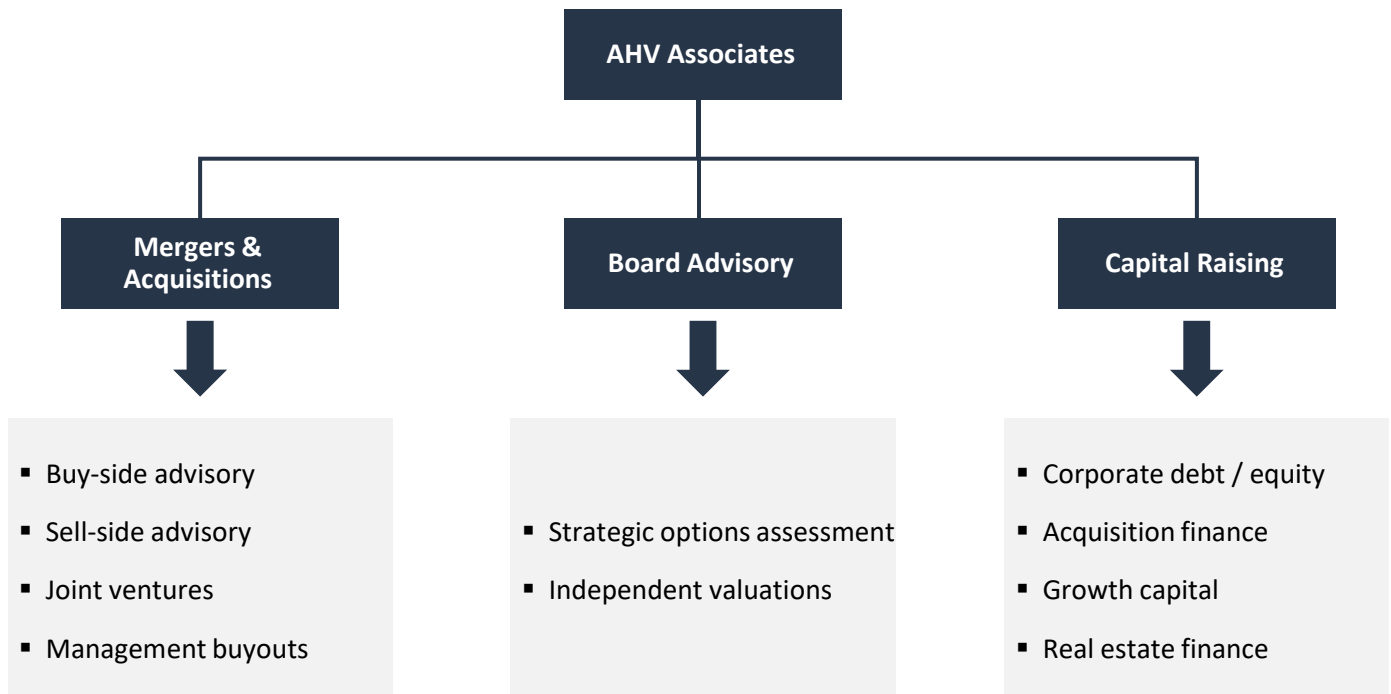 AHV Associates
Mergers &
Acquisitions
Board Advisory
Capital Raising
▪ Buy-side advisory
▪ Sell-side advisory
▪ Joint ventures
▪ Management buyouts
▪ Strategic options assessment
▪ Independent valuations
▪ Corporate debt / equity
▪ Acquisition finance
▪ Growth capital
▪ Real estate finance